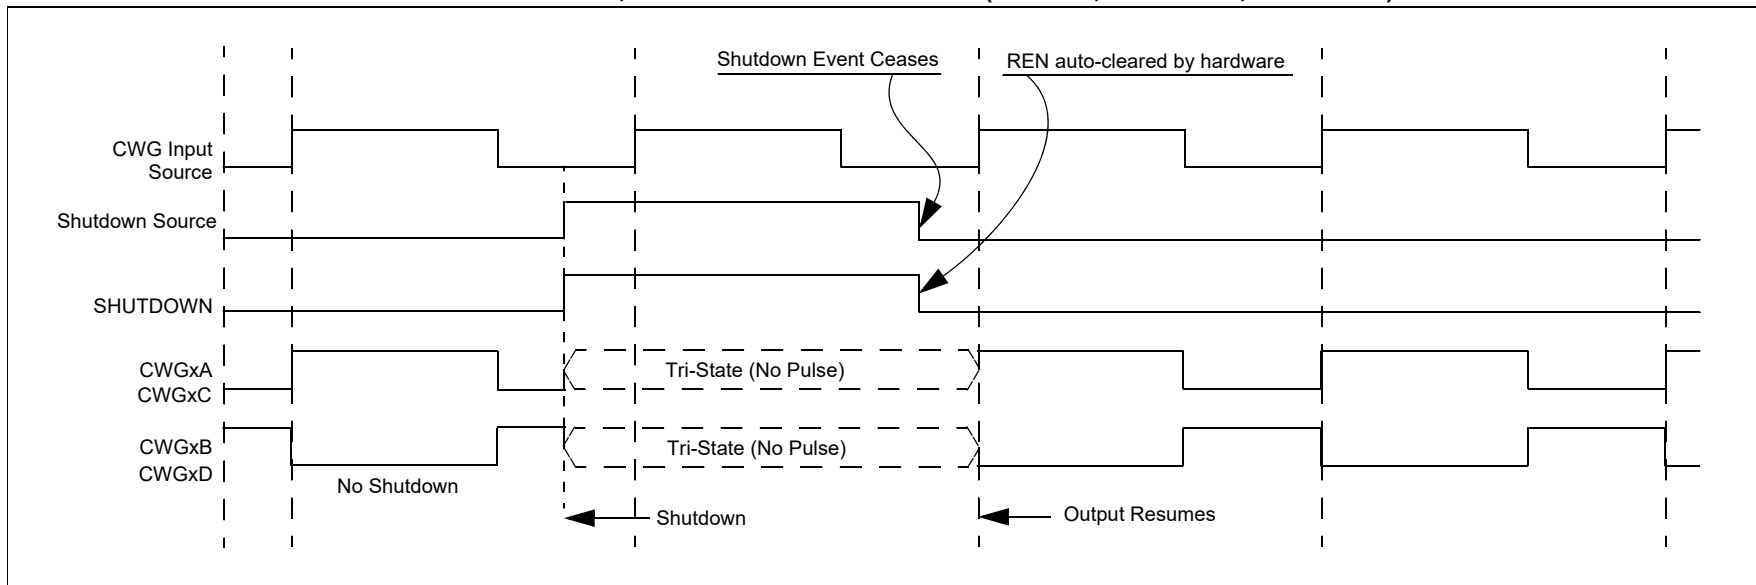 Shutdown Event Ceases
REN auto-cleared by hardware
CWG Input
Source
Shutdown Source
SHUTDOWN
CWGxA
CWGxC
Tri-State (No Pulse)
CWGxB
CWGxD
Tri-State (No Pulse)
No Shutdown
Shutdown
Output Resumes